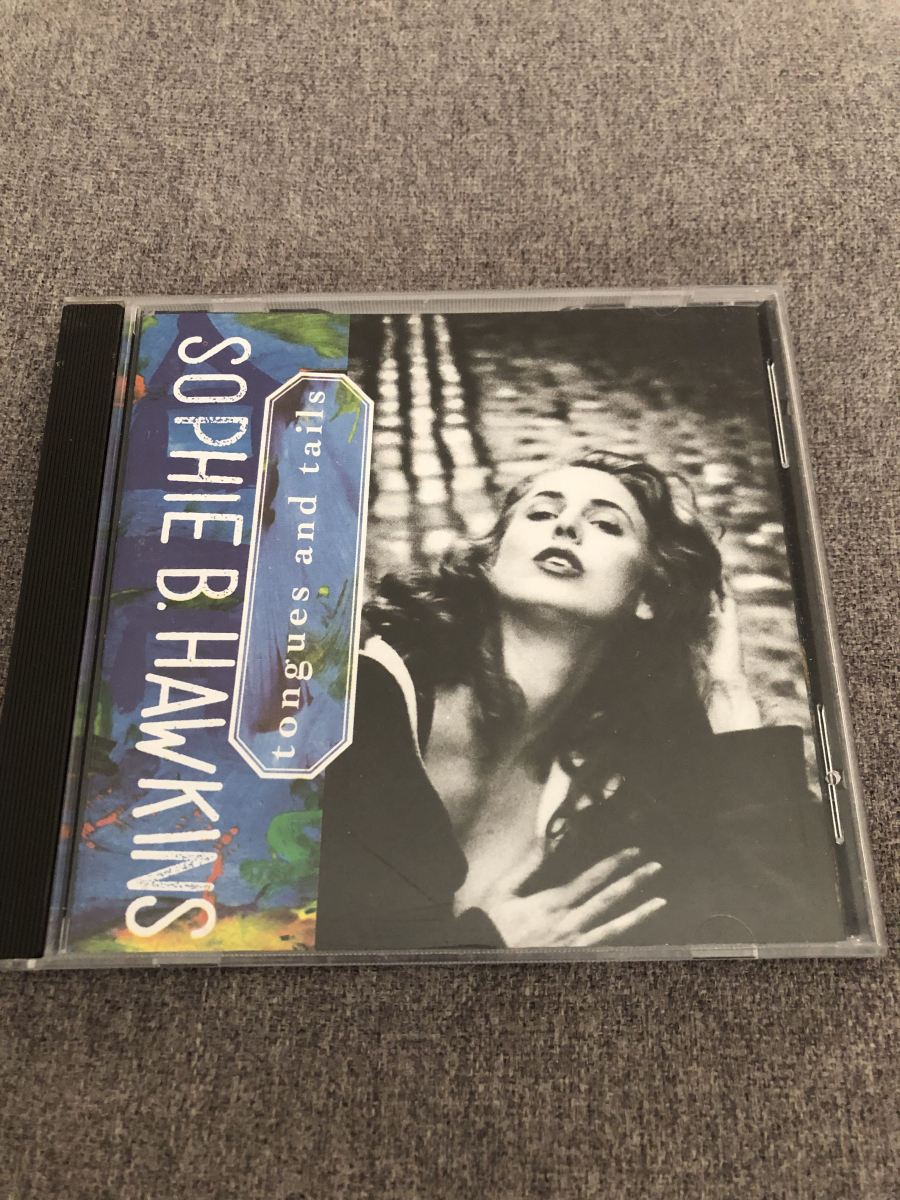 SOPHIE B. HAWKINS
tongues and tails